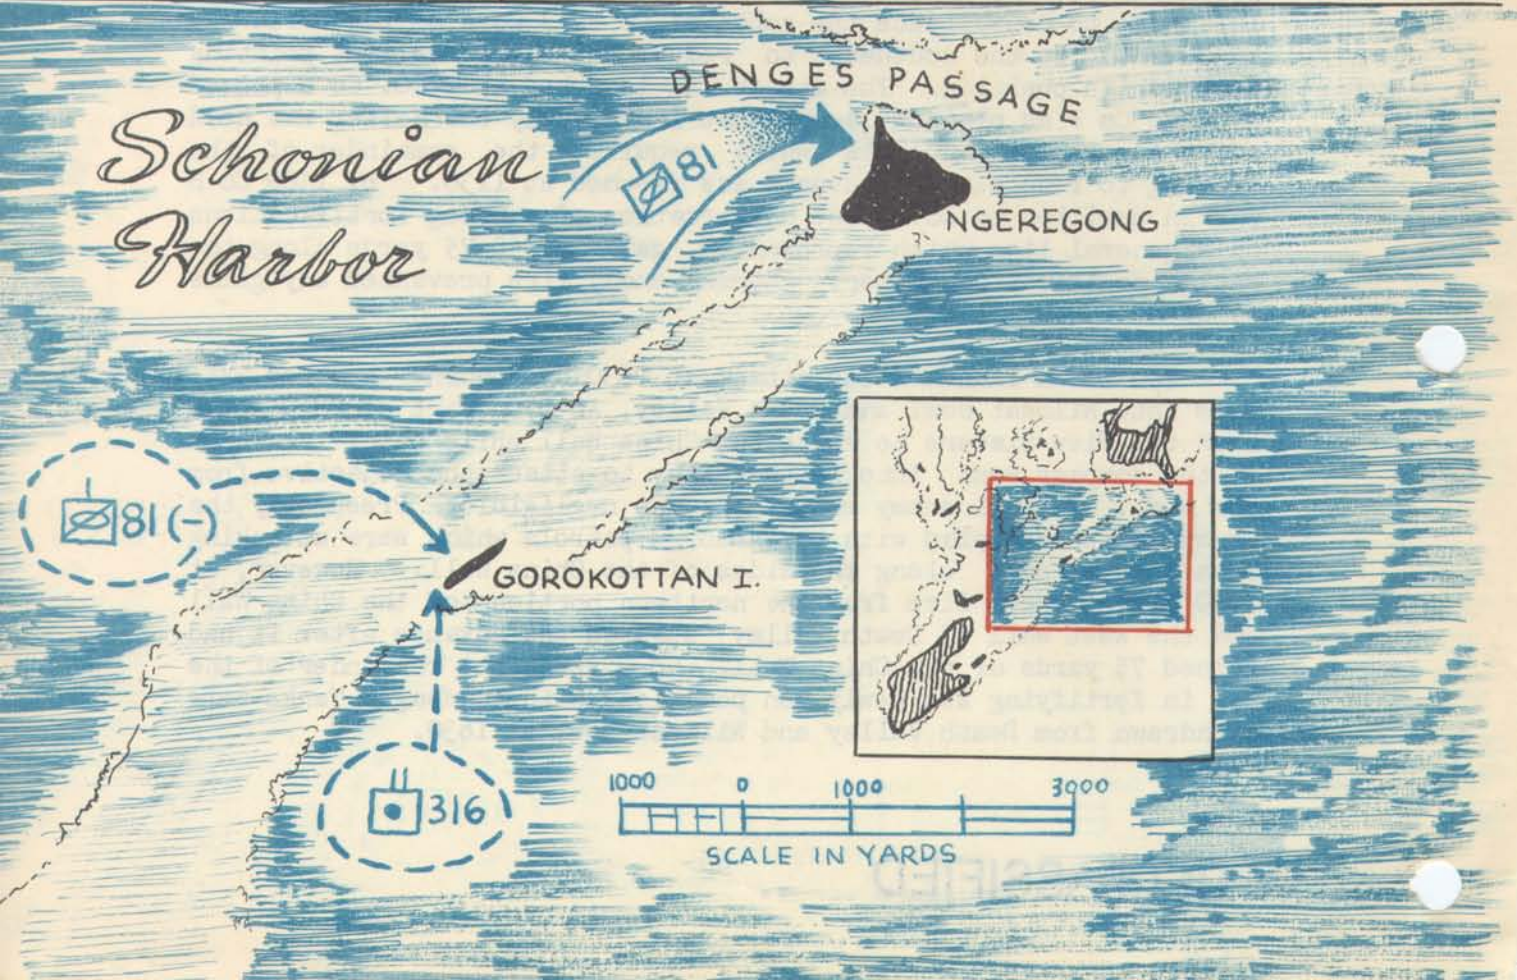 DENGES PASSAGE
Schonian
Harbor
81
NGEREGONG
81(-)
GOROKOTTAN I.
316
1000 0 1000 3000
SCALE IN YARDS